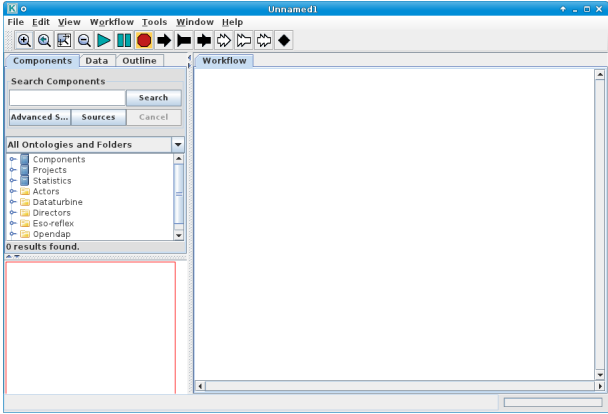 Unnamed1
File Edit View Workflow Tools Window Help
Components Data Outline
Workflow
Search Components
Search
Advanced S... Sources Cancel
All Ontologies and Folders
Components
Projects
Statistics
Actors
Dataturbine
Directors
Eso-reflex
Opendap
0 results found.